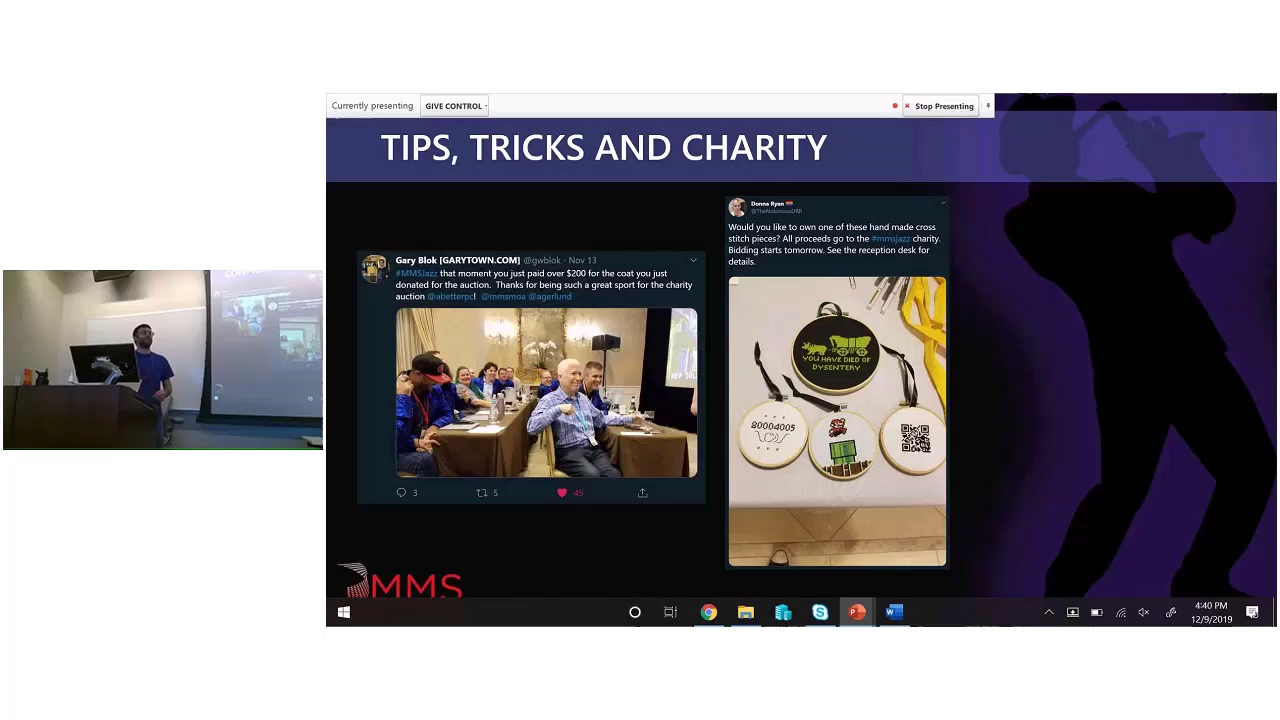 Currently presenting
GIVE CONTROL
Stop Presenting
TIPS, TRICKS AND CHARITY
Gary Blok [GARYTOWN.COM] @gwblok · Nov 13
#MMSJazz that moment you just paid over $200 for the coat you just
donated for the auction. Thanks for being such a great sport for the charity
auction @abetterpc! @mmsmoa @agerlund
3
5
45
Donna Ryan
@TheNotoriousDRR
Would you like to own one of these hand made cross
stitch pieces? All proceeds go to the #mmsjazz charity.
Bidding starts tomorrow. See the reception desk for
details.
YOU HAVE DIED OF
DYSENTERY
80004005
MMS
4:40 PM
12/9/2019